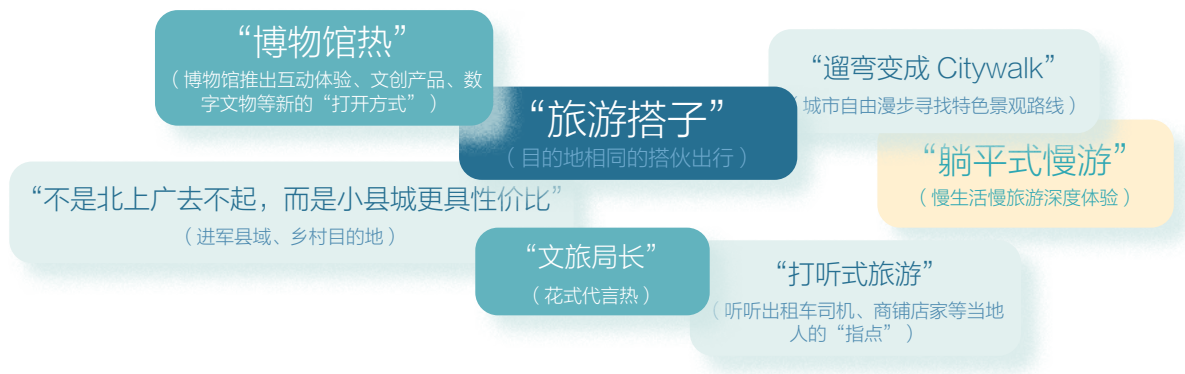 “博物馆热”
（博物馆推出互动体验、文创产品、数
字文物等新的“打开方式”）
“旅游搭子”
（目的地相同的搭伙出行）
“遛弯变成 Citywalk”
（城市自由漫步寻找特色景观路线）
“躺平式慢游”
（慢生活慢旅游深度体验）
“不是北上广去不起，而是小县城更具性价比”
（进军县域、乡村目的地）
“文旅局长”
（花式代言热）
“打听式旅游”
（听听出租车司机、商铺店家等当地
人的“指点”）